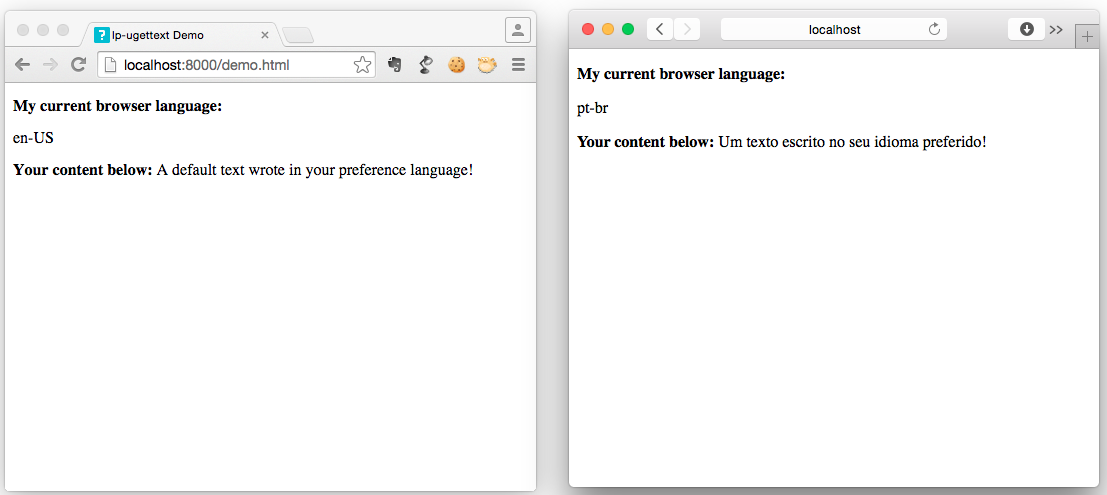 lp-ugettext Demo
localhost:8000/demo.html
My current browser language:
en-US
Your content below: A default text wrote in your preference language!
localhost
My current browser language:
pt-br
Your content below: Um texto escrito no seu idioma preferido!